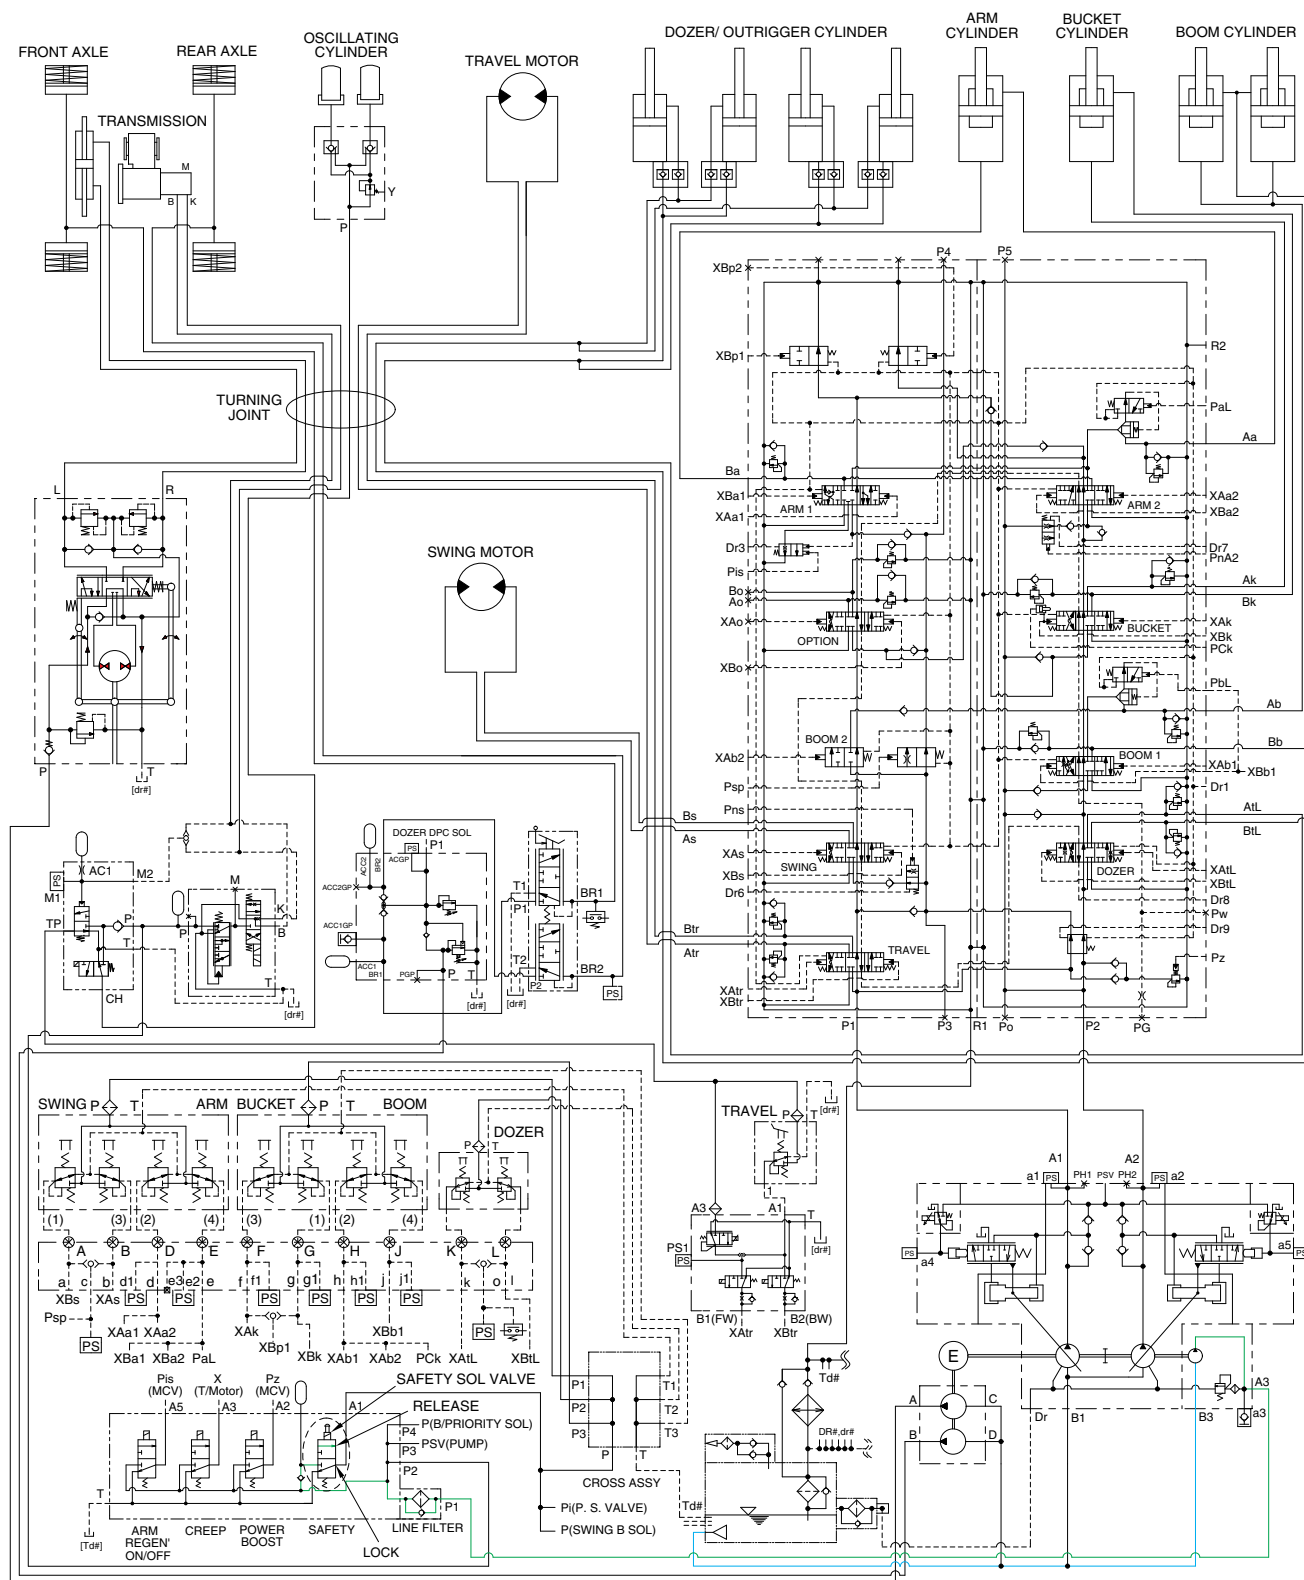 FRONT AXLE
REAR AXLE
OSCILLATING
CYLINDER
TRAVEL MOTOR
DOZER/ OUTRIGGER CYLINDER
ARM
CYLINDER
BUCKET
CYLINDER
BOOM CYLINDER
TRANSMISSION
M
B K
Y
P
TURNING
JOINT
XBp2
P4
P5
XBp1
R2
PaL
Aa
Ba
XBa1
XAa1
ARM 1
ARM 2
XAa2
XBa2
Dr3
Pis
Dr7
PnA2
Bo
Ao
Ak
Bk
XAo
OPTION
XBo
BUCKET
XAk
XBk
PCk
PbL
Ab
BOOM 2
XAb2
Psp
Pns
Bb
BOOM 1
XAb1
XBb1
Dr1
AtL
BtL
Bs
As
XAs
SWING
XBs
Dr6
DOZER
XAtL
XBtL
Dr8
Pw
Dr9
Btr
Atr
TRAVEL
Pz
XAtr
XBtr
P1
P3
R1
Po
P2
PG
L
R
P
T
[dr#]
SWING MOTOR
AC1
PS
M1
M2
TP
P
T
CH
P
M
K
B
T
[dr#]
DOZER DPC SOL
PS
P1
ACGP
ACC2
BR2
ACC2GP
ACC1GP
ACC1
BR1
PGP
P
T
[dr#]
T1
P1
BR1
T2
P2
BR2
[dr#]
PS
SWING P T ARM
BUCKET P T BOOM
P T DOZER
(1) (3) (2) (4) (3) (1) (2) (4)
A B D E F G H J K L
a c b d1 d e3 e2 e f f1 g g1 h h1 j j1 k o l
XBs XAs PS PS PS PS PS PS
Psp
PS
XAa1 XAa2
XBa1 XBa2 PaL
XAk
XBp1
XBk
XBb1
XAb1 XAb2 PCk
XAtL
PS
XBtL
TRAVEL
P T
[dr#]
1
A3
A1
T
[dr#]
PS1
PS
B1(FW)
XAtr
B2(BW)
XBtr
A1 A2
a1 PS PH1 PSV PH2 PS a2
PS
a4
a5
PS
E
A C
B D
Dr B1 B3
A3
a3
Pis
(MCV)
A5
X
(T/Motor)
A3
Pz
(MCV)
A2
A1
SAFETY SOL VALVE
RELEASE
P4
P(B/PRIORITY SOL)
P3
PSV(PUMP)
P2
P1
T
[Td#]
ARM
REGEN'
ON/OFF
CREEP
POWER
BOOST
SAFETY
LOCK
LINE FILTER
P1
P2
P3
P
T1
T2
T3
T
CROSS ASSY
Pi(P. S. VALVE)
P(SWING B SOL)
Td#
DR#,dr#
Td#